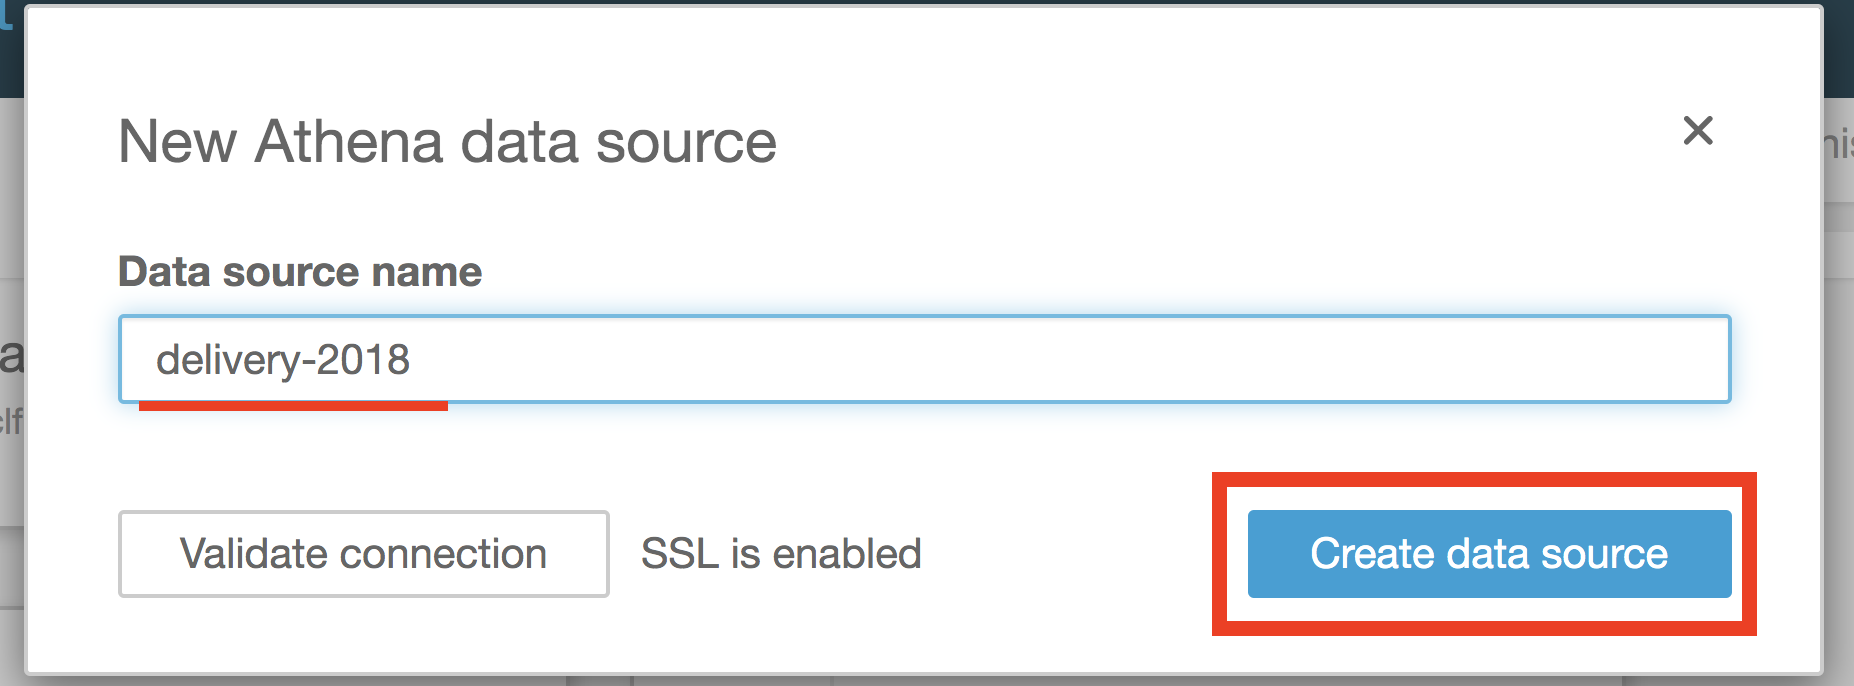 New Athena data source
Data source name
delivery-2018
Validate connection
SSL is enabled
Create data source